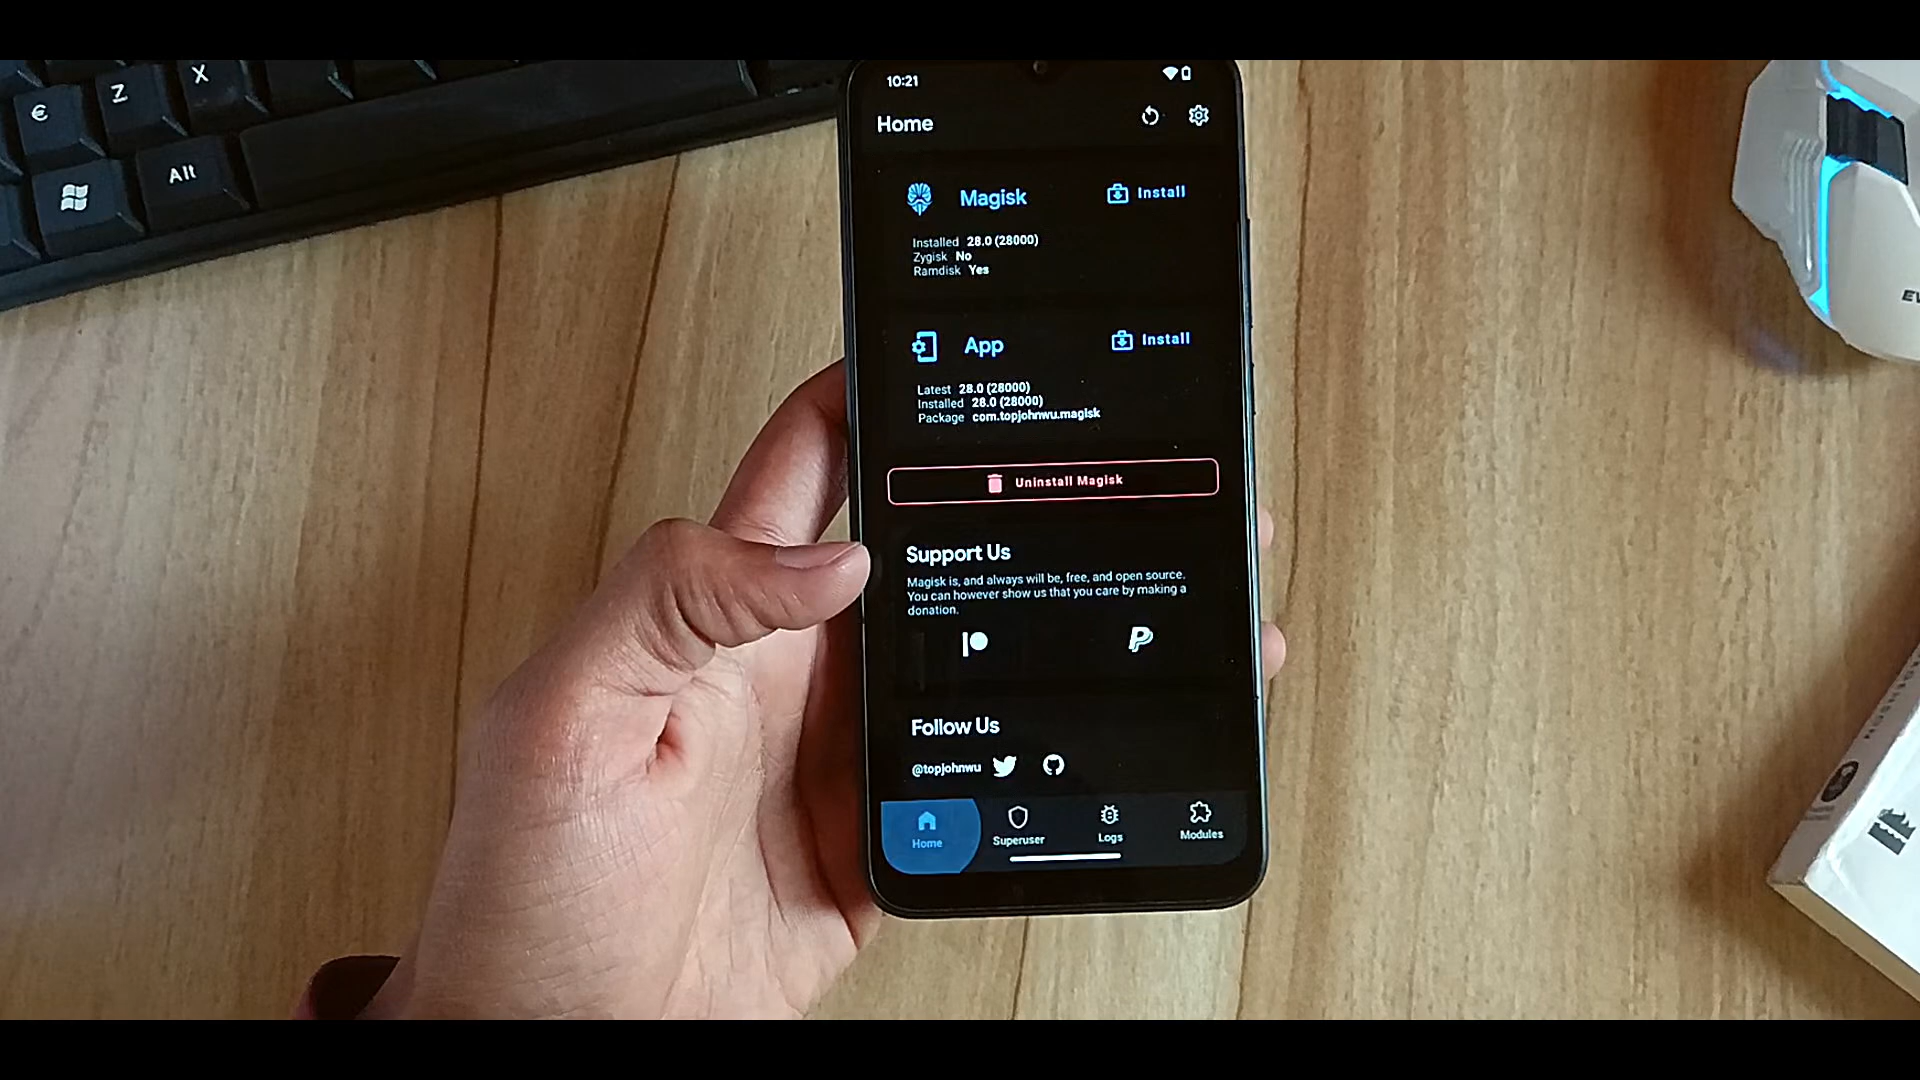 X
Z
€
Alt
10:21
Home
Magisk
Install
Installed 28.0 (28000)
Zygisk No
Ramdisk Yes
App
Install
Latest 28.0 (28000)
Installed 28.0 (28000)
Package com.topjohnwu.magisk
Uninstall Magisk
Support Us
Magisk is, and always will be, free, and open source.
You can however show us that you care by making a
donation.
Follow Us
@topjohnwu
Home
Superuser
Logs
Modules